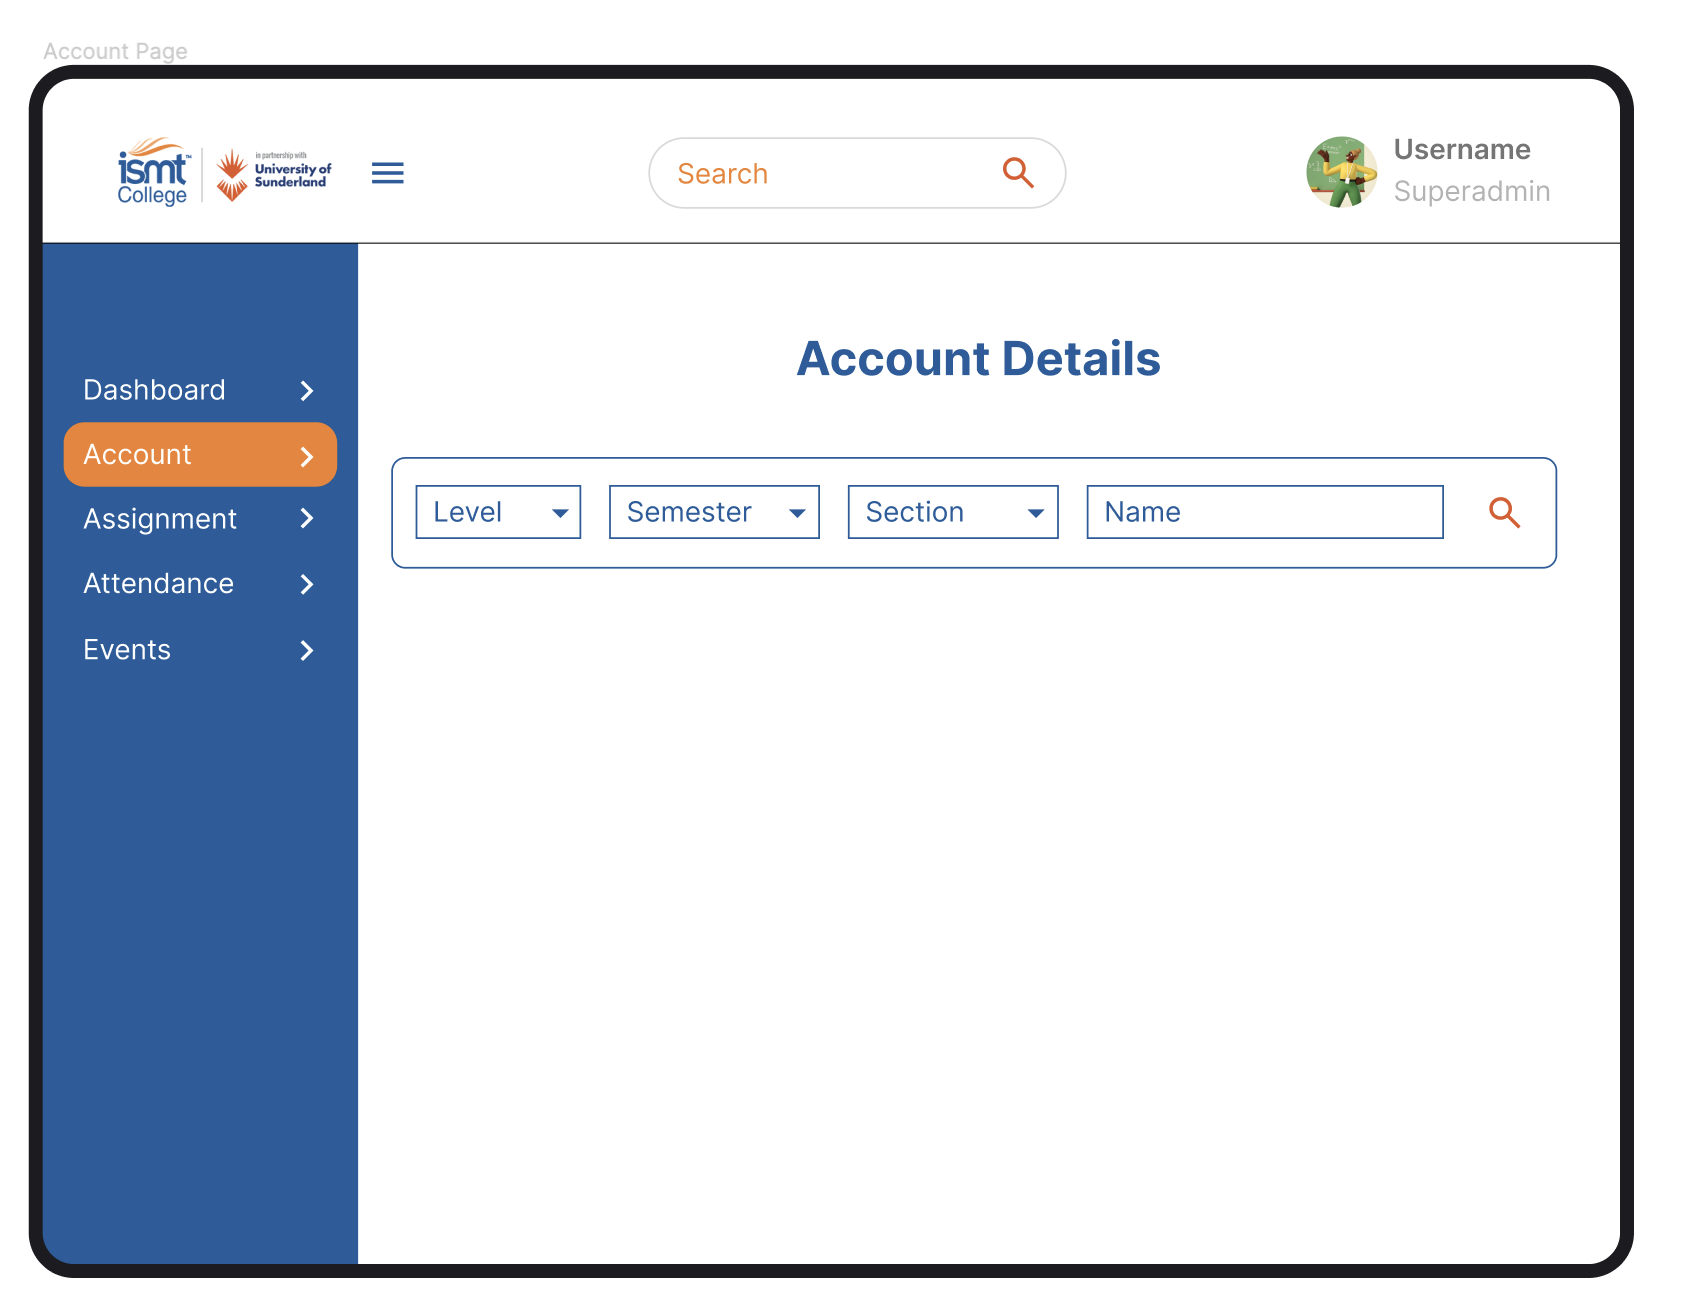 Account Page
ismt™
College
in partnership with
University of
Sunderland
Search
Username
Superadmin
Dashboard
Account
Assignment
Attendance
Events
Account Details
Level
Semester
Section
Name